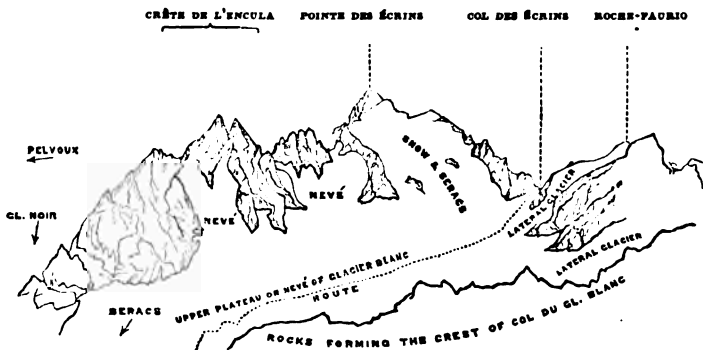 CRÊTE DE L'ENCULA
POINTE DES ÉCRINS
COL DES ÉCRINS
ROCHE-FAURIO
PELVOUX
SNOW & SERACS
LATERAL GLACIER
NEVÉ
GL. NOIR
NEVÉ
LATERAL GLACIER
UPPER PLATEAU OR NEVÉ OF GLACIER BLANC
ROUTE
SERACS
ROCKS FORMING THE CREST OF COL DU GL. BLANC